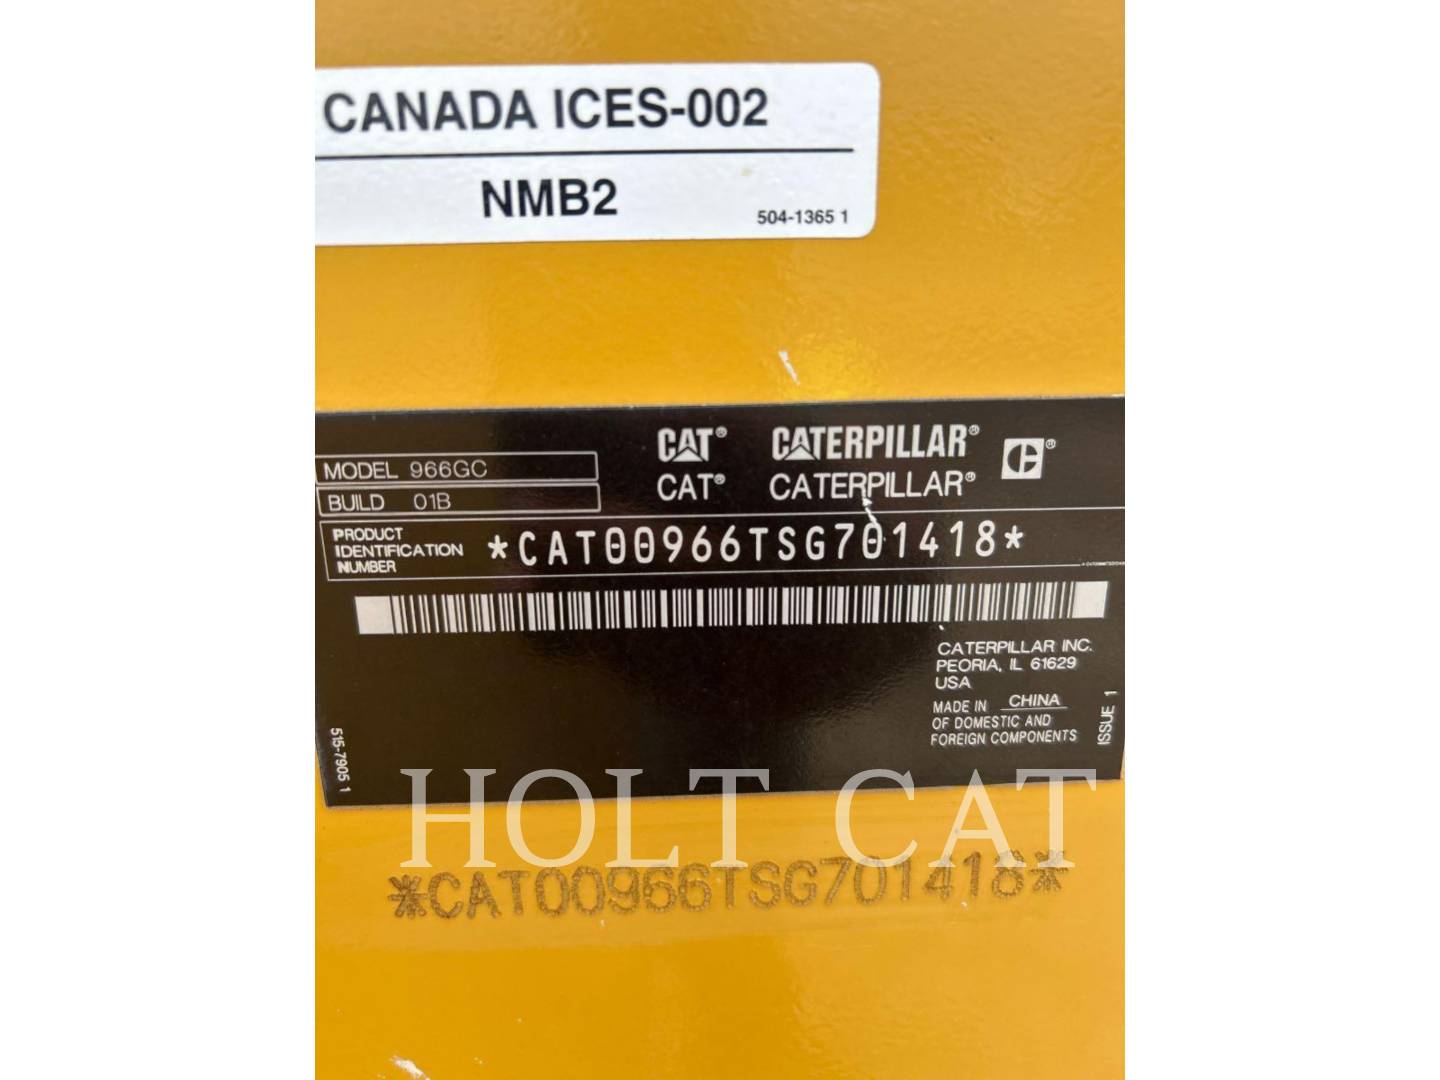 CANADA ICES-002
NMB2
504-1365 1
CAT® CATERPILLAR® C®
CAT® CATERPILLAR®
MODEL 966GC
BUILD 01B
PRODUCT
IDENTIFICATION
NUMBER
*CAT00966TSG701418*
CATERPILLAR INC.
PEORIA, IL 61629
USA
MADE IN CHINA
OF DOMESTIC AND
FOREIGN COMPONENTS
ISSUE 1
515-7905 1
HOLT CAT
*CAT00966TSG701418*